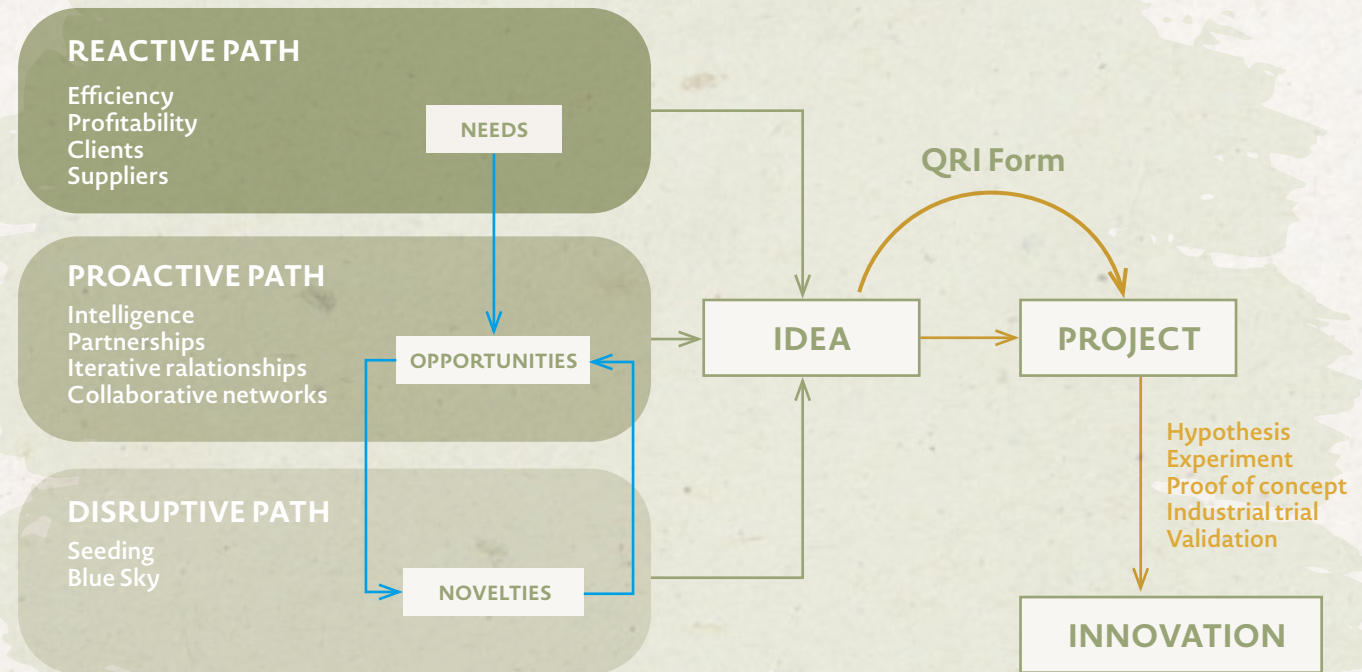 REACTIVE PATH
Efficiency
Profitability
Clients
Suppliers
NEEDS
PROACTIVE PATH
Intelligence
Partnerships
Iterative ralationships
Collaborative networks
OPPORTUNITIES
DISRUPTIVE PATH
Seeding
Blue Sky
NOVELTIES
IDEA
QRI Form
PROJECT
Hypothesis
Experiment
Proof of concept
Industrial trial
Validation
INNOVATION